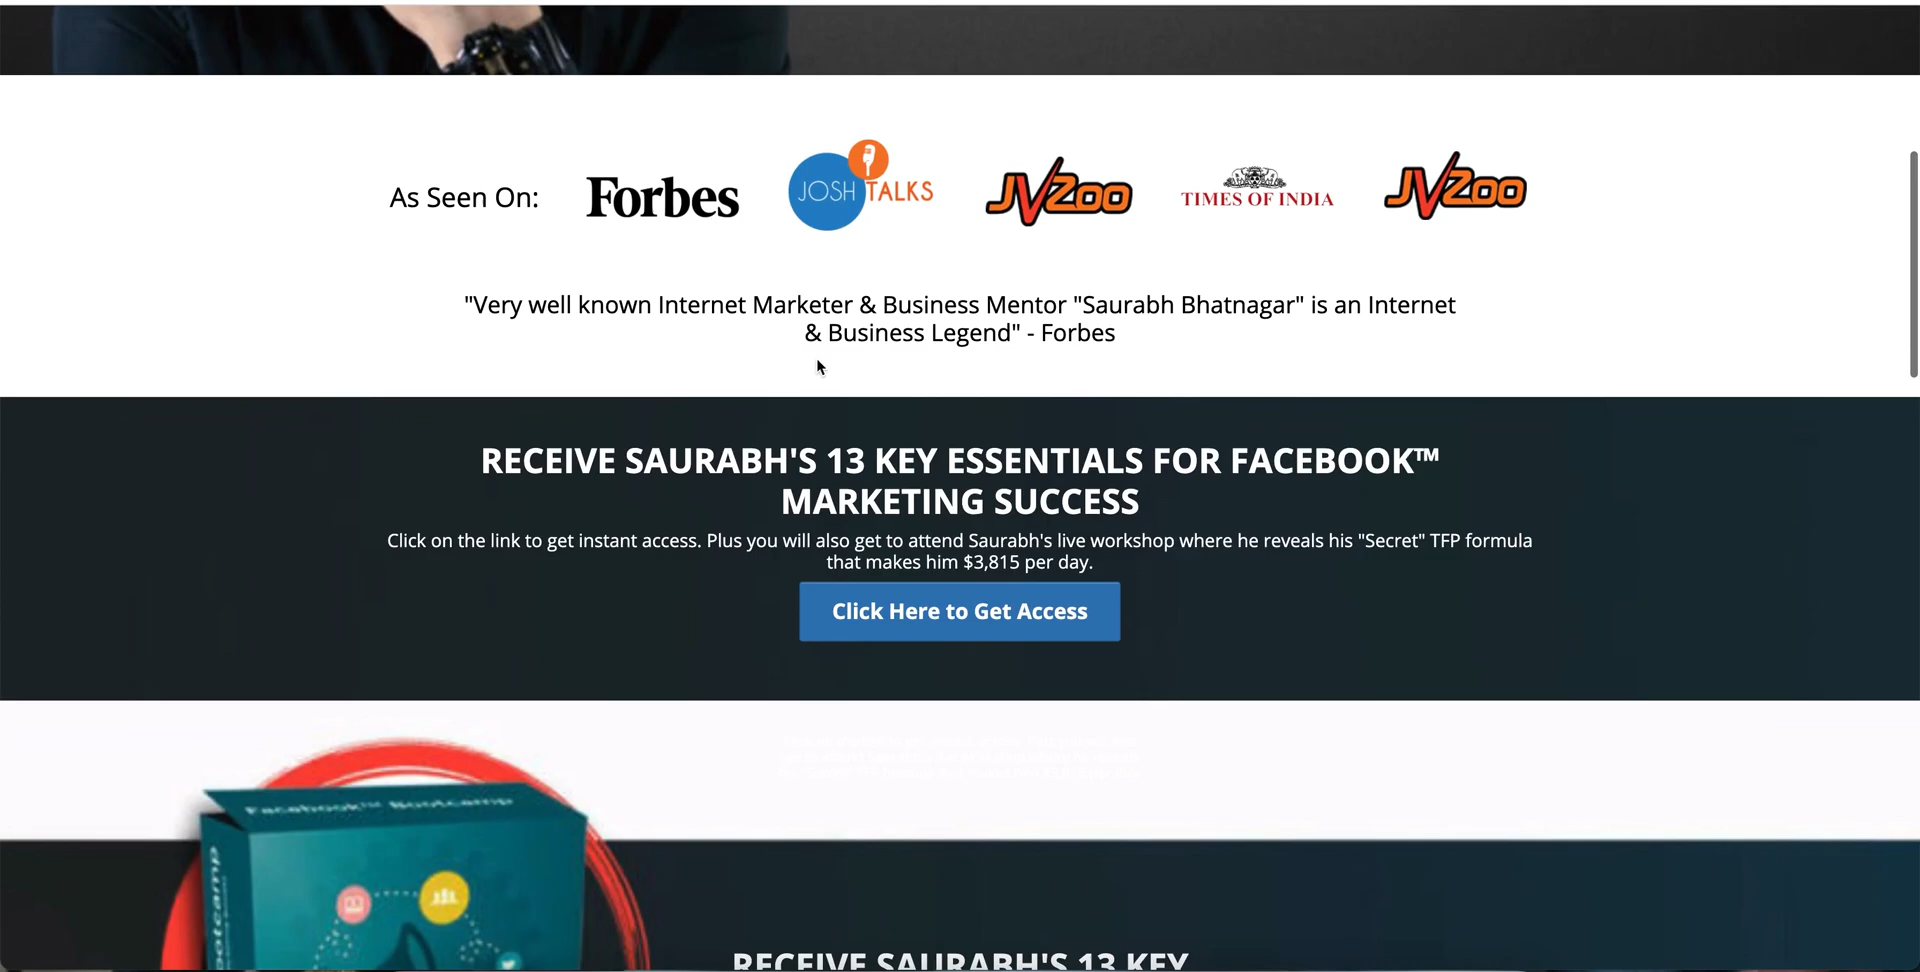 As Seen On:
Forbes
JOSH TALKS
JVZoo
TIMES OF INDIA
JVZoo
"Very well known Internet Marketer & Business Mentor "Saurabh Bhatnagar" is an Internet
& Business Legend" - Forbes
RECEIVE SAURABH'S 13 KEY ESSENTIALS FOR FACEBOOK™
MARKETING SUCCESS
Click on the link to get instant access. Plus you will also get to attend Saurabh's live workshop where he reveals his "Secret" TFP formula
that makes him $3,815 per day.
Click Here to Get Access
Facebook™ Bootcamp
RECEIVE SAURABH'S 13 KEY